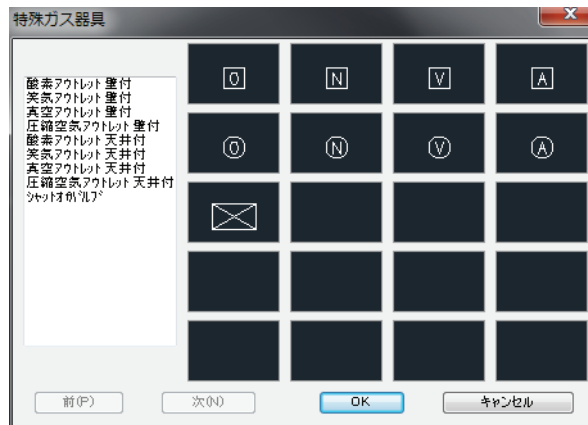 特殊ガス器具
酸素アウトレット 壁付
笑気アウトレット 壁付
真空アウトレット 壁付
圧縮空気アウトレット 壁付
酸素アウトレット 天井付
笑気アウトレット 天井付
真空アウトレット 天井付
圧縮空気アウトレット 天井付
シャットオフバルブ
O N V A
O N V A
前(P) 次(N) OK キャンセル